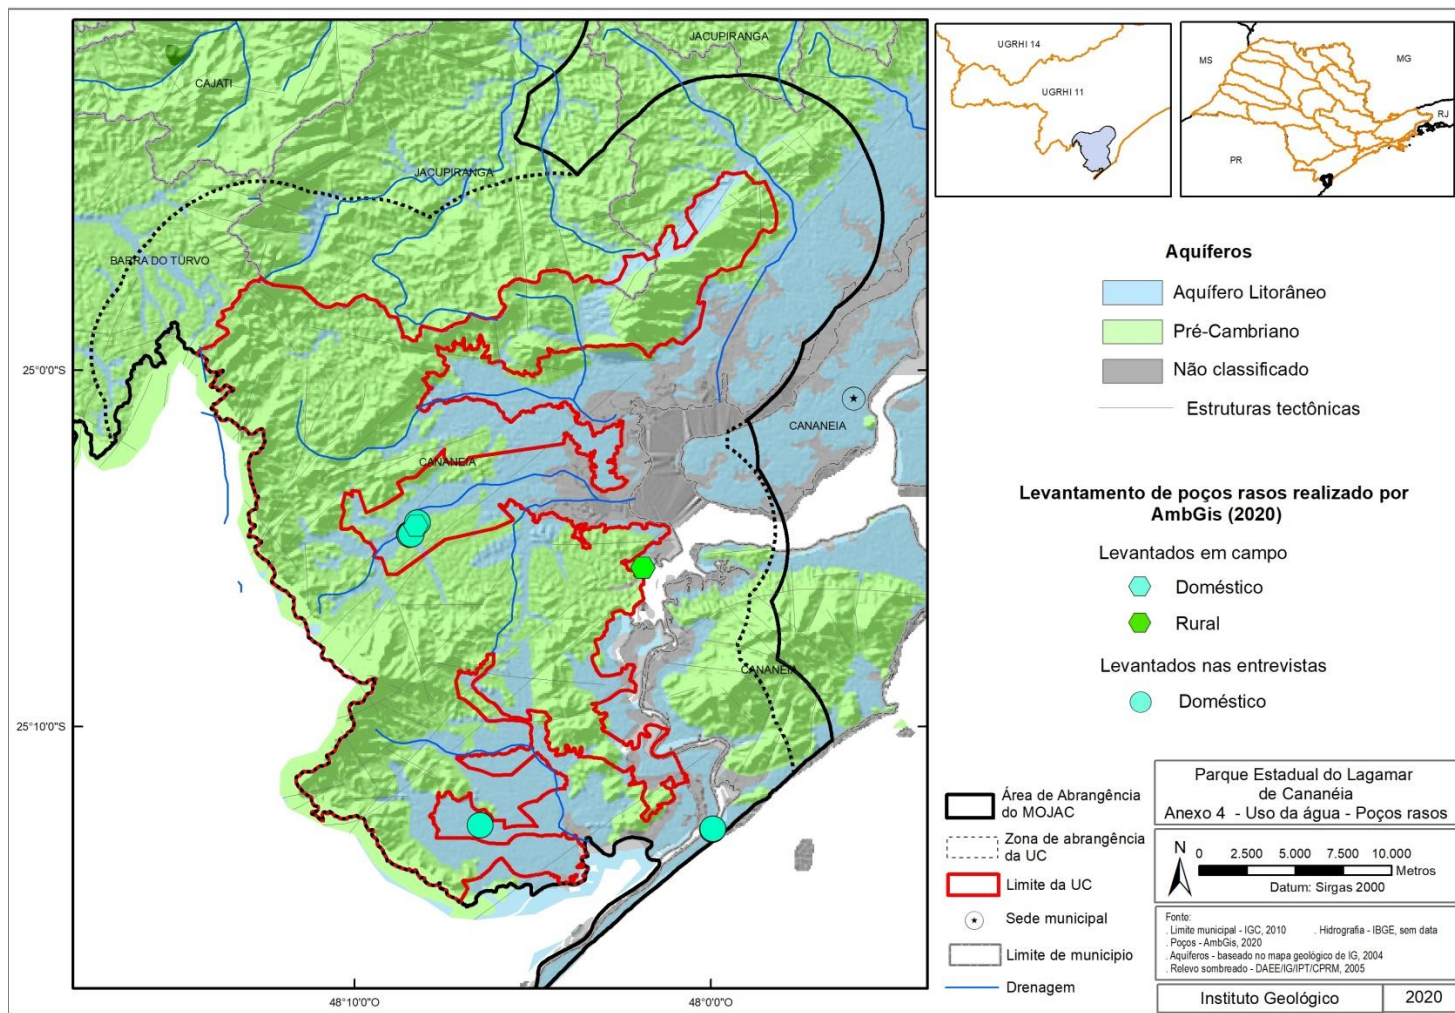 JACUPIRANGA
CAJATI
JACUPIRANGA
BARRA DO TURVO
CANANEIA
CANANEIA
CANANEIA
25°0'0"S
25°10'0"S
48°10'0"O
48°0'0"O
UGRHI 14
UGRHI 11
MS
MG
RJ
PR
Aquíferos
Aquífero Litorâneo
Pré-Cambriano
Não classificado
Estruturas tectônicas
Levantamento de poços rasos realizado por
AmbGis (2020)
Levantados em campo
Doméstico
Rural
Levantados nas entrevistas
Doméstico
Área de Abrangência
do MOJAC
Zona de abrangência
da UC
Limite da UC
Sede municipal
Limite de municipio
Drenagem
Parque Estadual do Lagamar
de Cananéia
Anexo 4 - Uso da água - Poços rasos
N
0 2.500 5.000 7.500 10.000
Metros
Datum: Sirgas 2000
Fonte:
. Limite municipal - IGC, 2010 . Hidrografia - IBGE, sem data
. Poços - AmbGis, 2020
. Aquíferos - baseado no mapa geológico de IG, 2004
. Relevo sombreado - DAEE/IG/IPT/CPRM, 2005
Instituto Geológico 2020